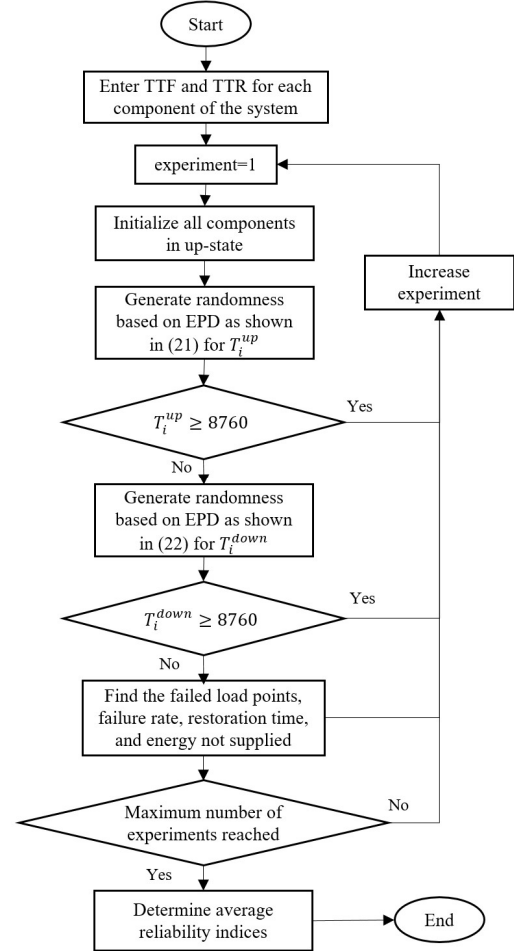 Start
Enter TTF and TTR for each
component of the system
experiment=1
Initialize all components
in up-state
Increase
experiment
Generate randomness
based on EPD as shown
in (21) for $T_i^{up}$
$T_i^{up} \geq 8760$
Yes
No
Generate randomness
based on EPD as shown
in (22) for $T_i^{down}$
$T_i^{down} \geq 8760$
Yes
No
Find the failed load points,
failure rate, restoration time,
and energy not supplied
Maximum number of
experiments reached
No
Yes
Determine average
reliability indices
End